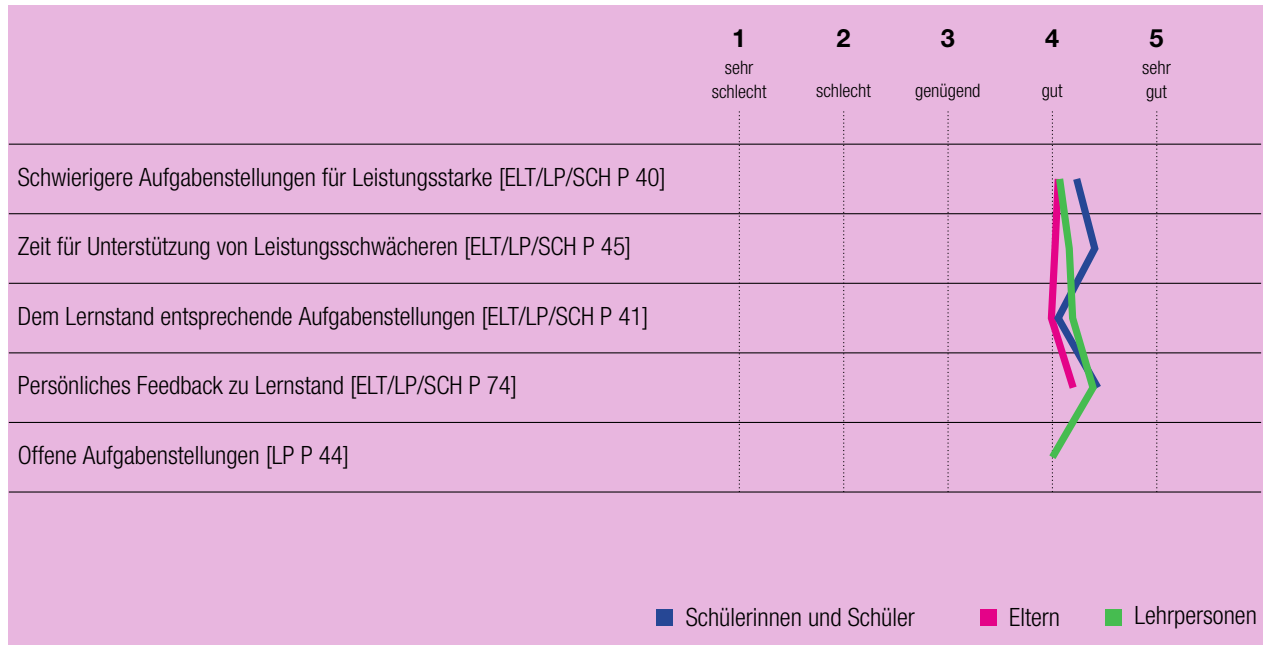 1 2 3 4 5
sehr schlecht schlecht genügend gut sehr gut
Schwierigere Aufgabenstellungen für Leistungsstarke [ELT/LP/SCH P 40]
Zeit für Unterstützung von Leistungsschwächeren [ELT/LP/SCH P 45]
Dem Lernstand entsprechende Aufgabenstellungen [ELT/LP/SCH P 41]
Persönliches Feedback zu Lernstand [ELT/LP/SCH P 74]
Offene Aufgabenstellungen [LP P 44]
Schülerinnen und Schüler Eltern Lehrpersonen